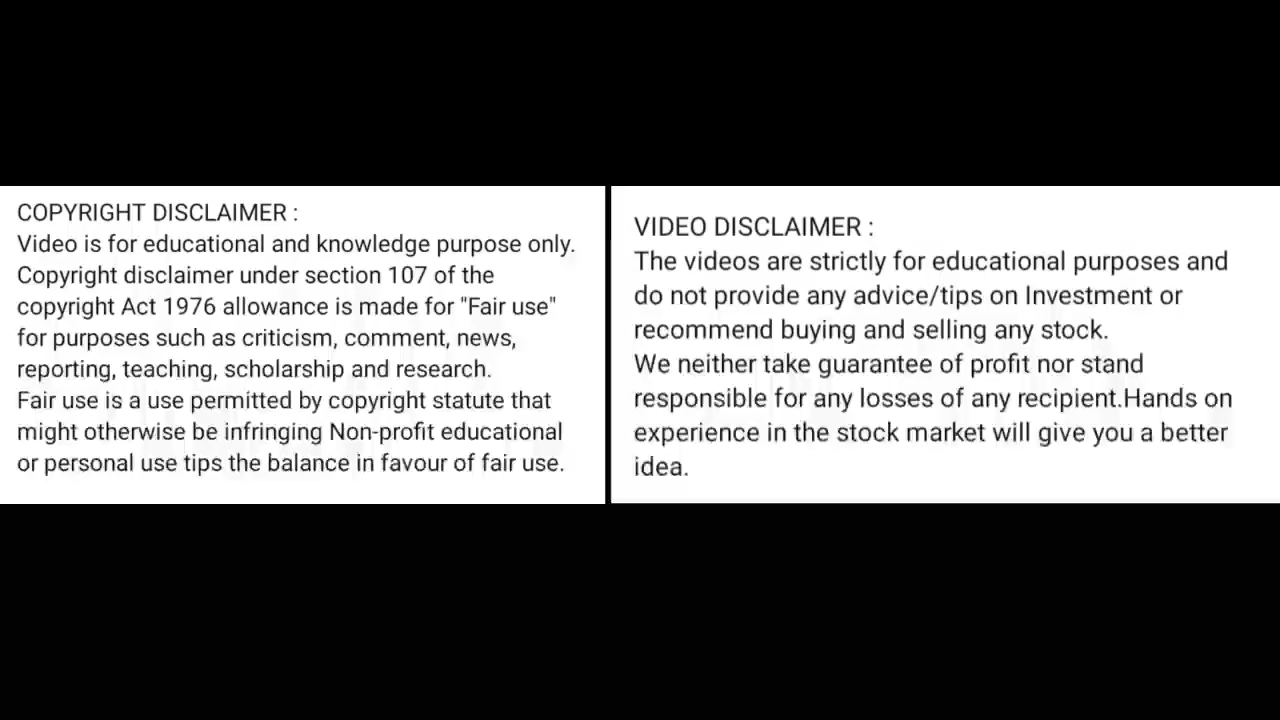 COPYRIGHT DISCLAIMER :
Video is for educational and knowledge purpose only.
Copyright disclaimer under section 107 of the
copyright Act 1976 allowance is made for "Fair use"
for purposes such as criticism, comment, news,
reporting, teaching, scholarship and research.
Fair use is a use permitted by copyright statute that
might otherwise be infringing Non-profit educational
or personal use tips the balance in favour of fair use.
VIDEO DISCLAIMER :
The videos are strictly for educational purposes and
do not provide any advice/tips on Investment or
recommend buying and selling any stock.
We neither take guarantee of profit nor stand
responsible for any losses of any recipient.Hands on
experience in the stock market will give you a better
idea.